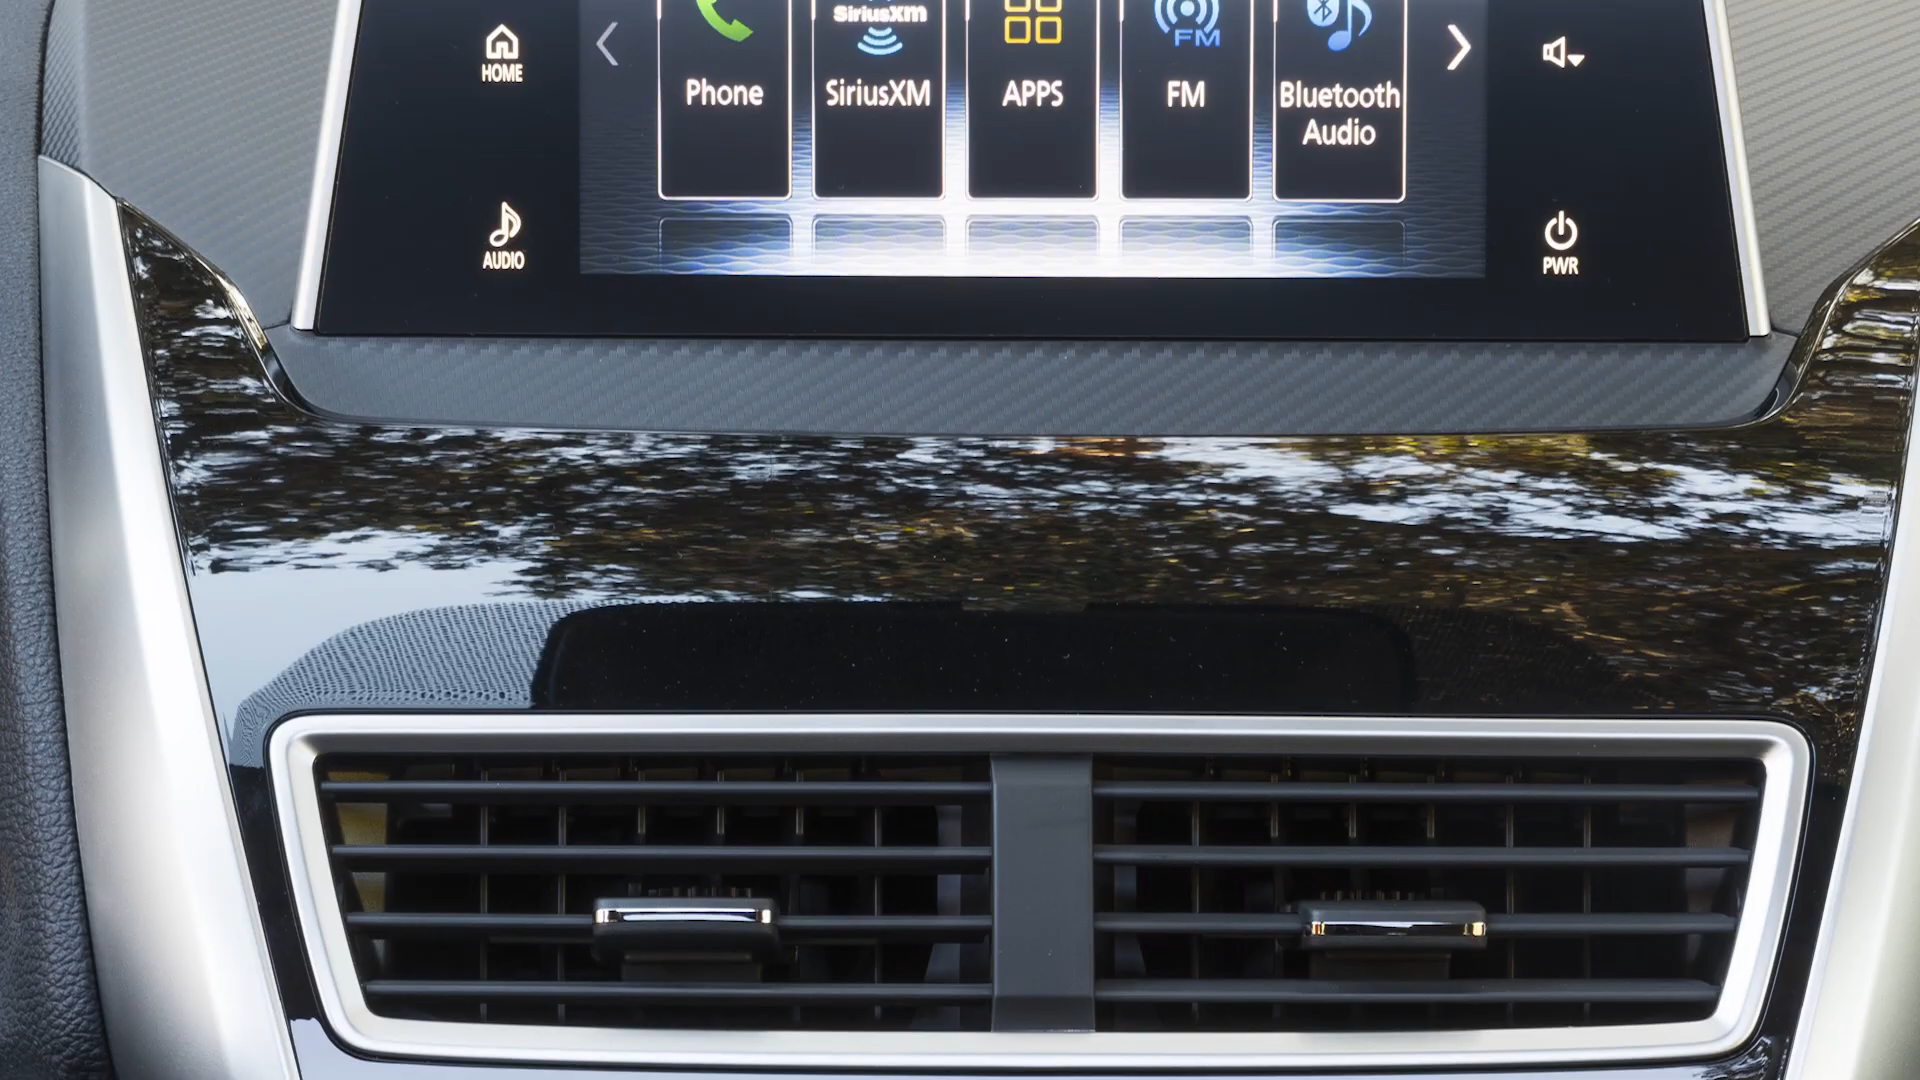 HOME
SiriusXM
FM
Phone
SiriusXM
APPS
FM
Bluetooth
Audio
AUDIO
PWR